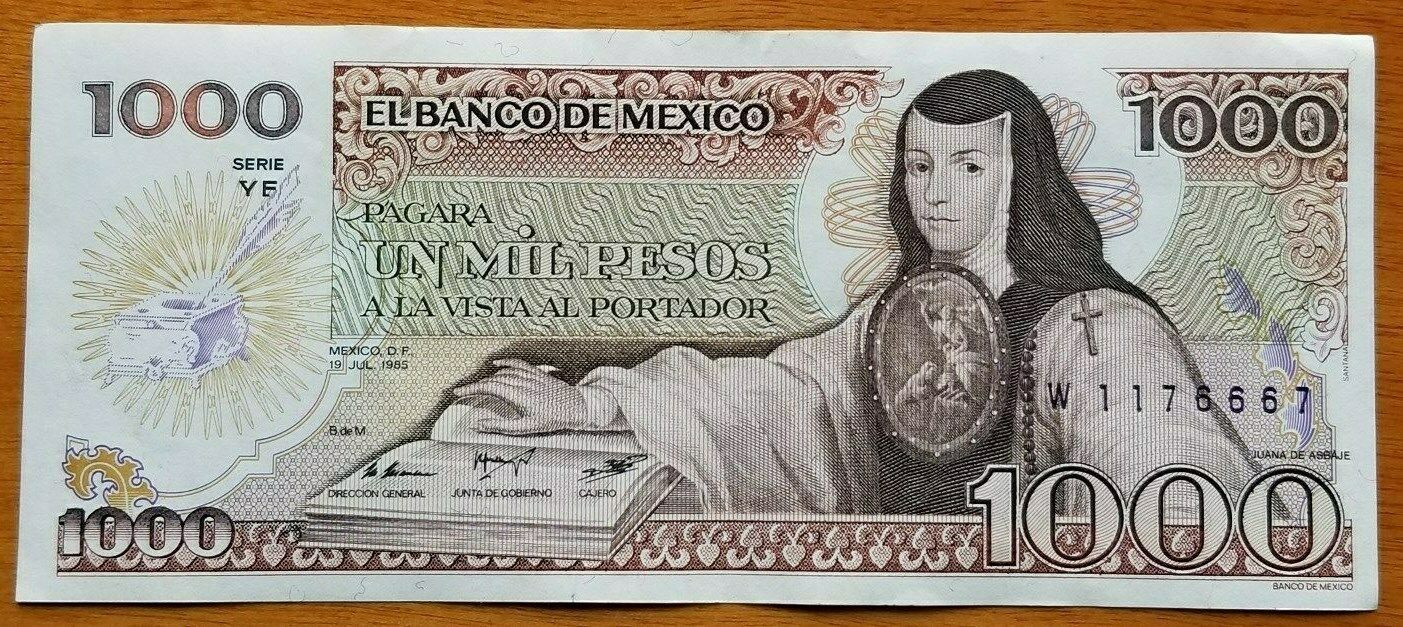 1000
EL BANCO DE MEXICO
1000
SERIE
YE
PAGARA
UN MIL PESOS
A LA VISTA AL PORTADOR
MEXICO, D. F.
19 JUL. 1985
SANTANA
W 1176667
B. de M.
JUANA DE ASBAJE
DIRECCION GENERAL
JUNTA DE GOBIERNO
CAJERO
1000
1000
BANCO DE MEXICO